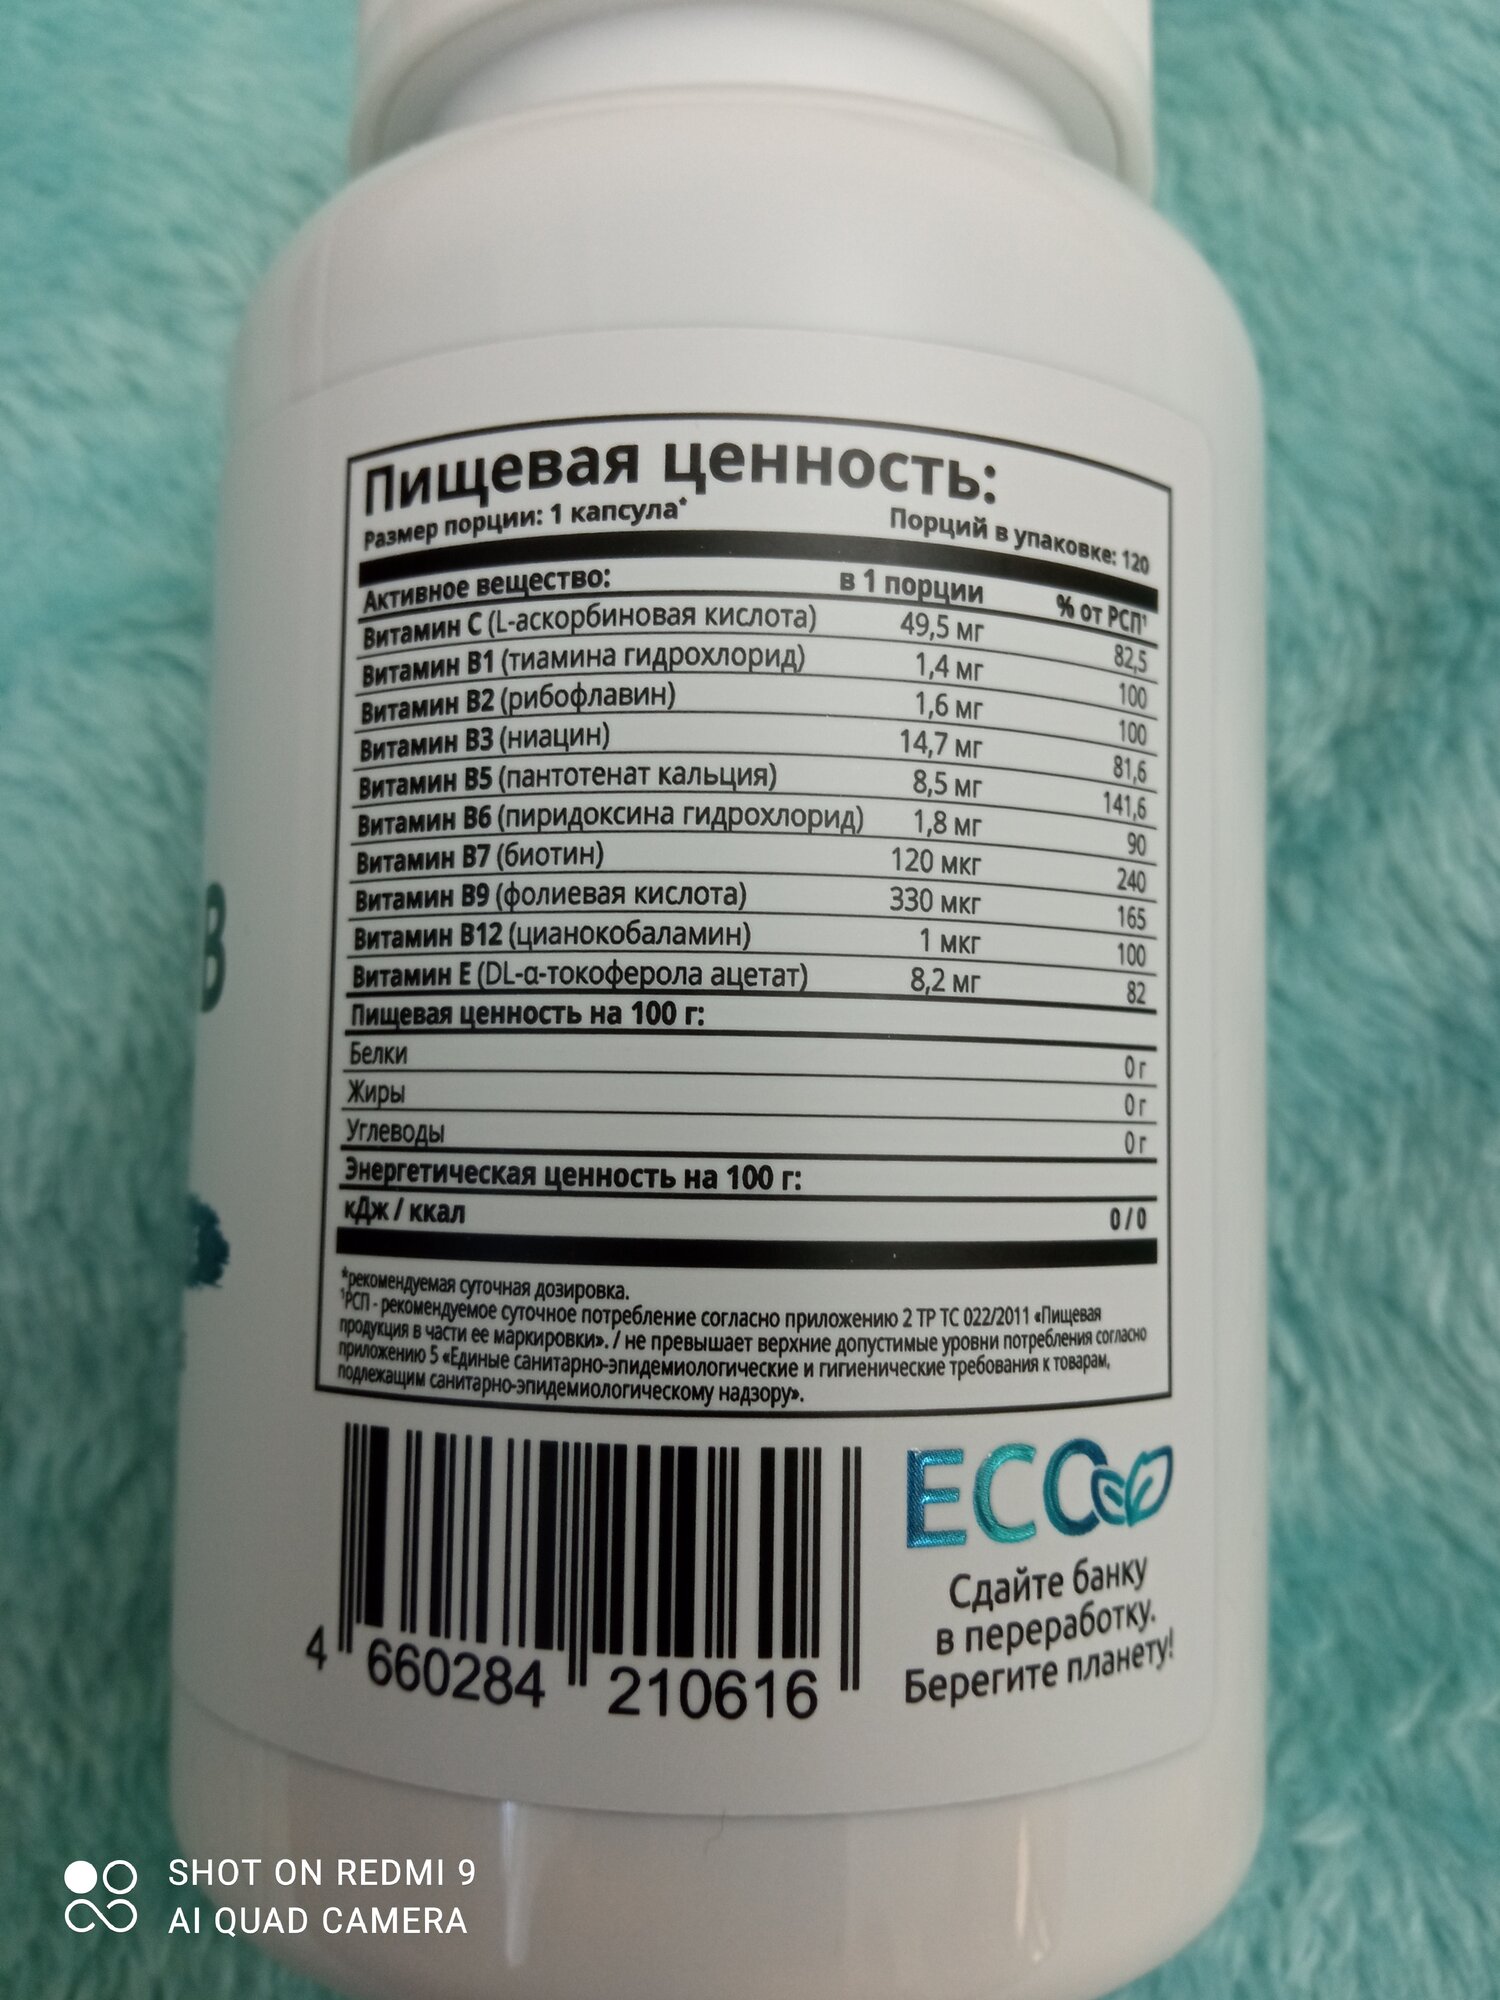 Пищевая ценность:
Размер порции: 1 капсула* Порций в упаковке: 120
Активное вещество: в 1 порции % от РСП¹
Витамин С (L-аскорбиновая кислота) 49,5 мг 82,5
Витамин В1 (тиамина гидрохлорид) 1,4 мг 100
Витамин В2 (рибофлавин) 1,6 мг 100
Витамин В3 (ниацин) 14,7 мг 81,6
Витамин В5 (пантотенат кальция) 8,5 мг 141,6
Витамин В6 (пиридоксина гидрохлорид) 1,8 мг 90
Витамин В7 (биотин) 120 мкг 240
Витамин В9 (фолиевая кислота) 330 мкг 165
Витамин В12 (цианокобаламин) 1 мкг 100
Витамин Е (DL-α-токоферола ацетат) 8,2 мг 82
Пищевая ценность на 100 г:
Белки 0 г
Жиры 0 г
Углеводы 0 г
Энергетическая ценность на 100 г:
кДж / ккал 0 / 0
*рекомендуемая суточная дозировка.
¹РСП - рекомендуемое суточное потребление согласно приложению 2 ТР ТС 022/2011 «Пищевая
продукция в части ее маркировки». / не превышает верхние допустимые уровни потребления согласно
приложению 5 «Единые санитарно-эпидемиологические и гигиенические требования к товарам,
подлежащим санитарно-эпидемиологическому надзору».
4 660284 210616
ECO
Сдайте банку
в переработку.
Берегите планету!
B
SHOT ON REDMI 9
AI QUAD CAMERA